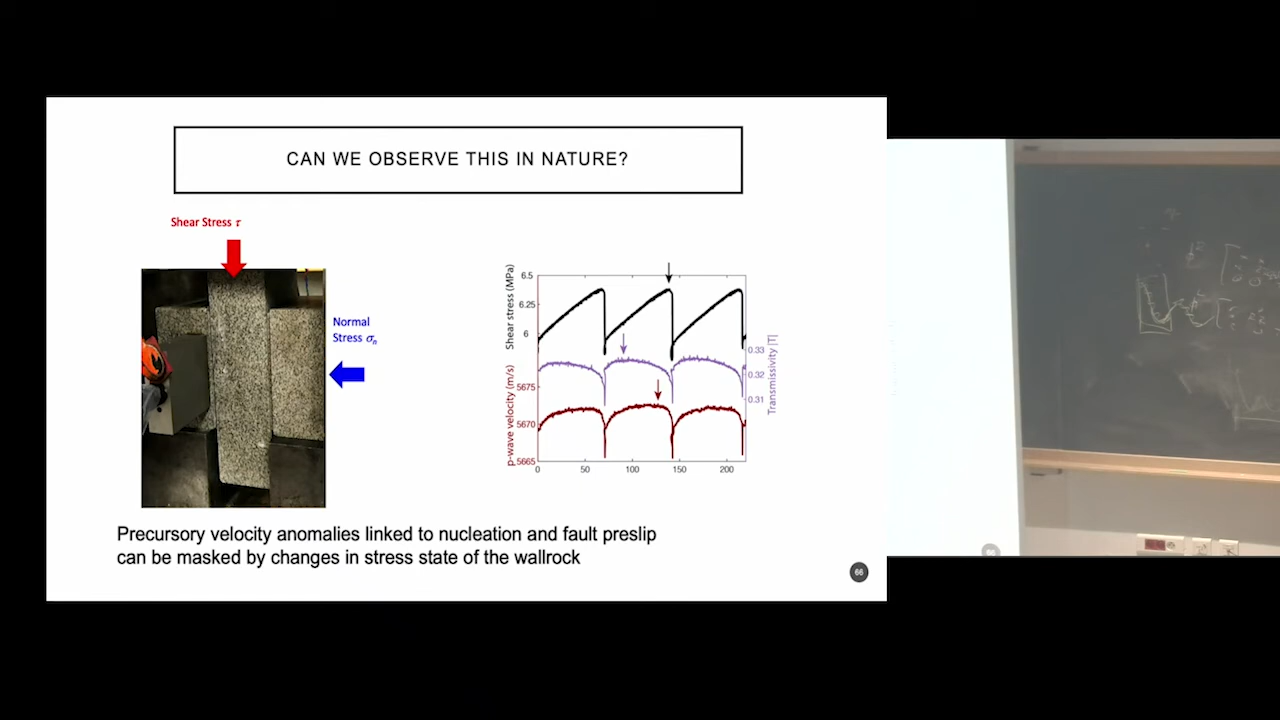 CAN WE OBSERVE THIS IN NATURE?
Shear Stress τ
Normal
Stress σₙ
Shear stress (MPa)
6.5
6.25
6
p-wave velocity (m/s)
5675
5670
5665
Transmissivity |T|
0.33
0.32
0.31
0 50 100 150 200
Precursory velocity anomalies linked to nucleation and fault preslip
can be masked by changes in stress state of the wallrock
66